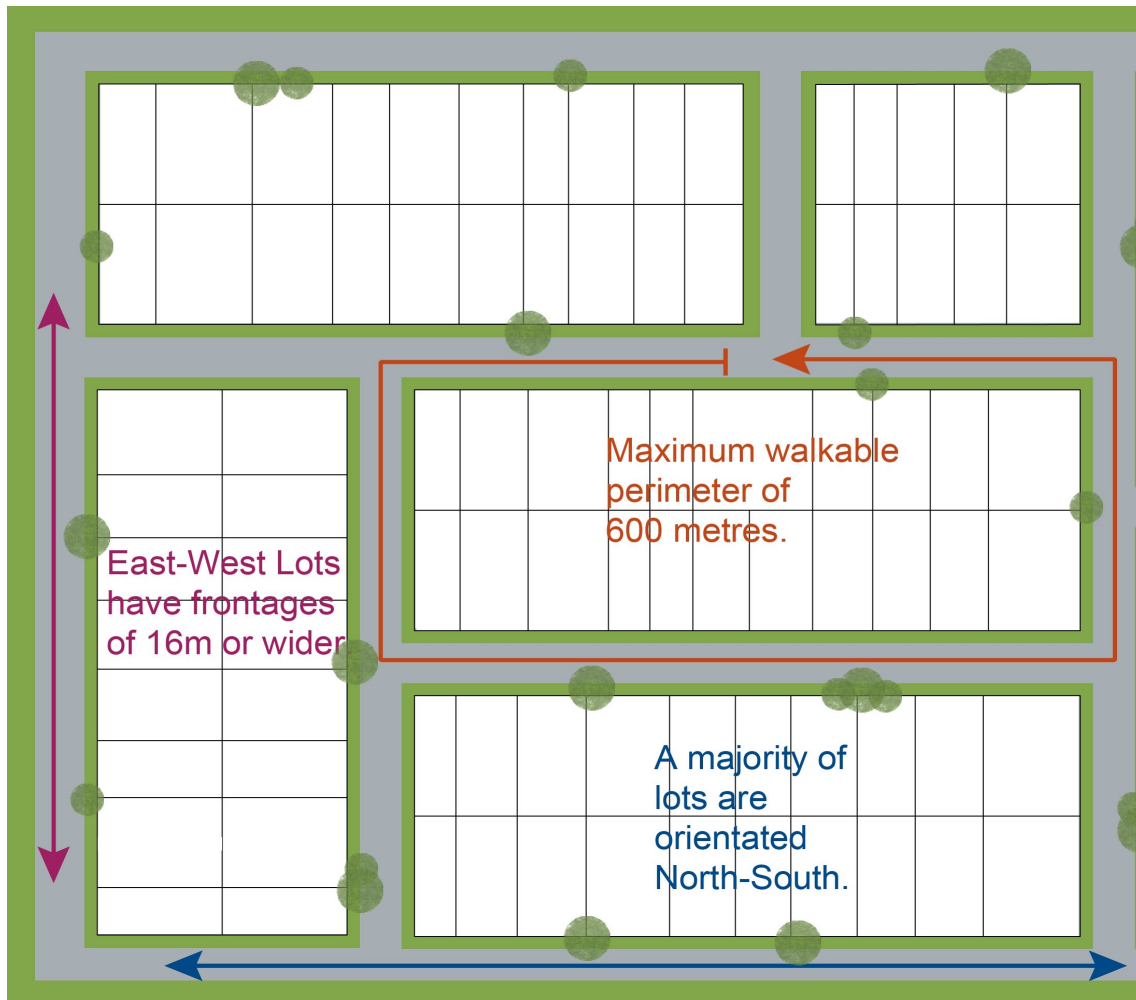 Maximum walkable
perimeter of
600 metres.
East-West Lots
have frontages
of 16m or wider.
A majority of
lots are
orientated
North-South.